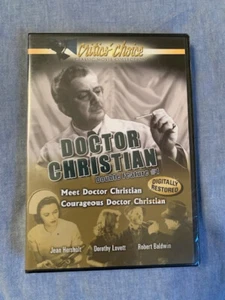 Critics' Choice
DOCTOR
CHRISTIAN
Double Feature #1
Meet Doctor Christian
Courageous Doctor Christian
DIGITALLY
RESTORED
Jean Hersholt
Dorothy Lovett
Robert Baldwin